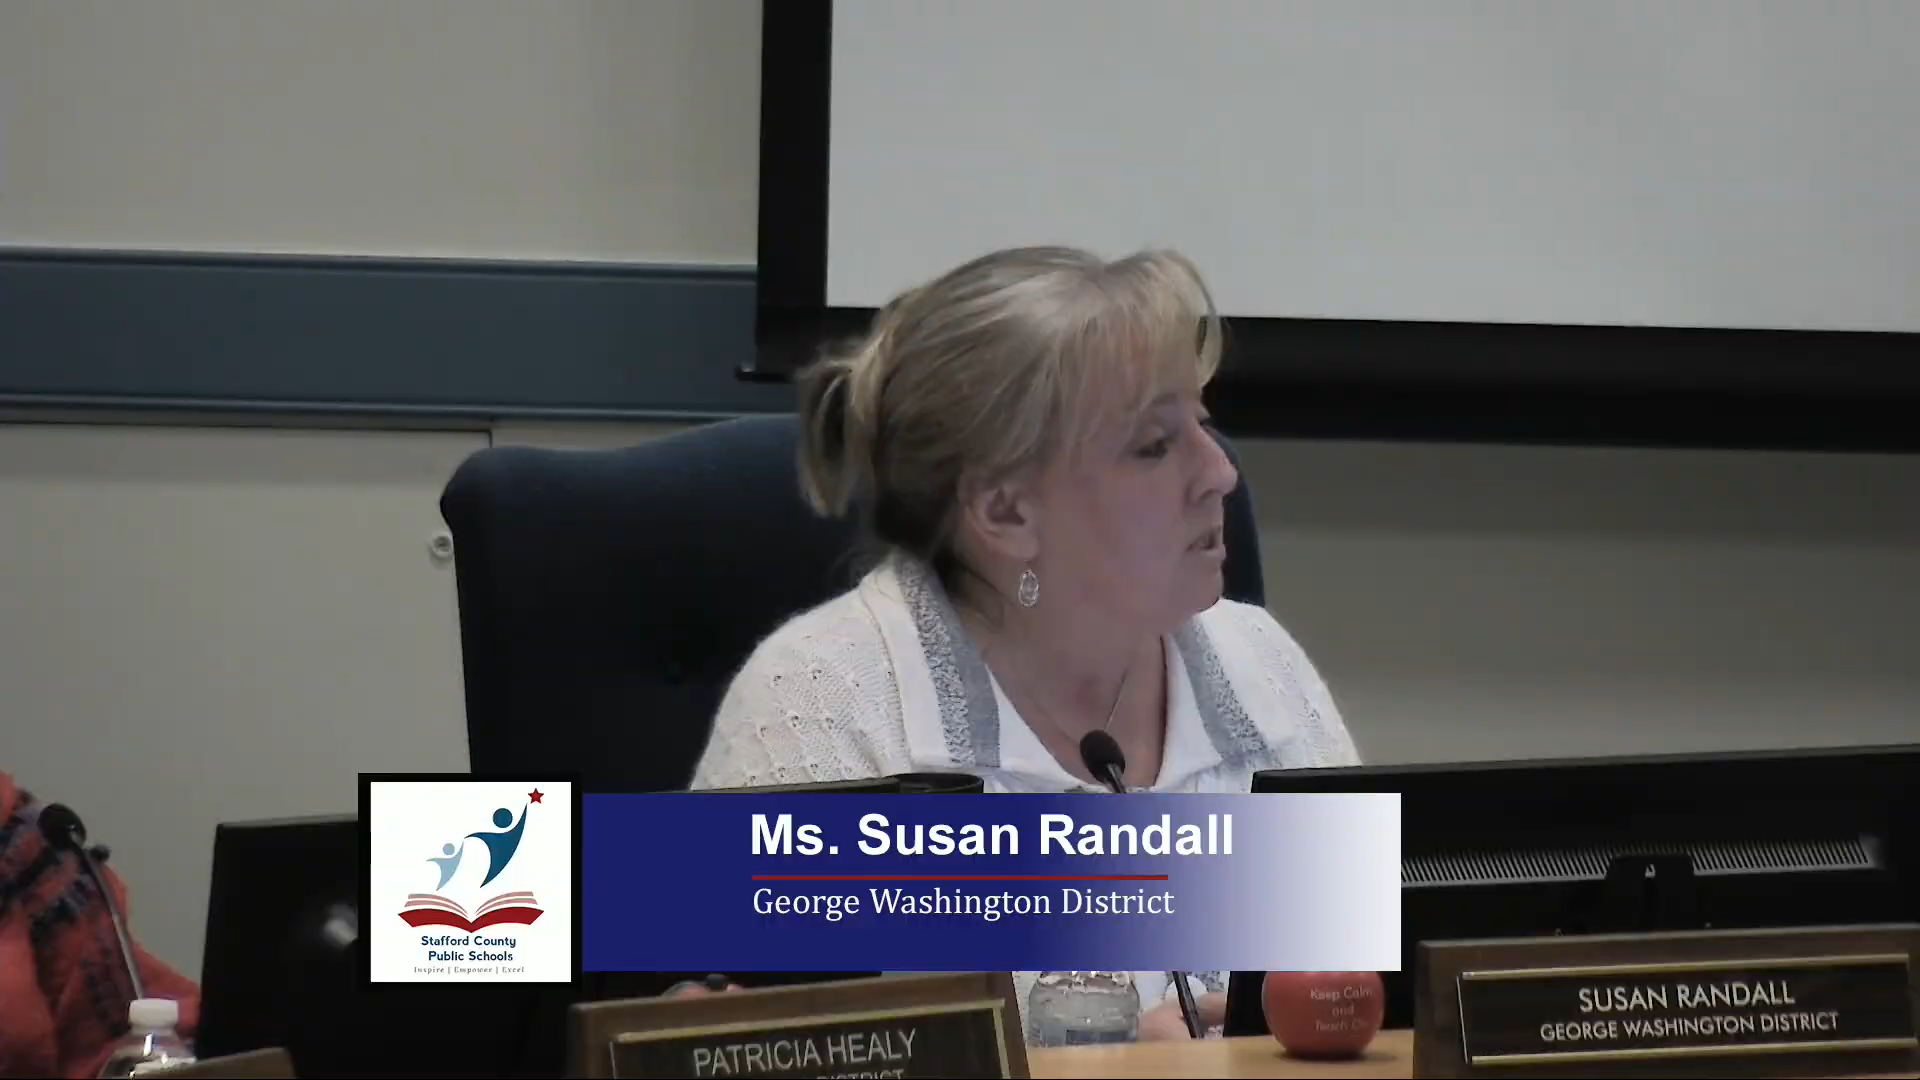 Ms. Susan Randall
George Washington District
Stafford County
Public Schools
Inspire | Empower | Excel
Keep Calm
and
Teach On
SUSAN RANDALL
GEORGE WASHINGTON DISTRICT
PATRICIA HEALY
DISTRICT